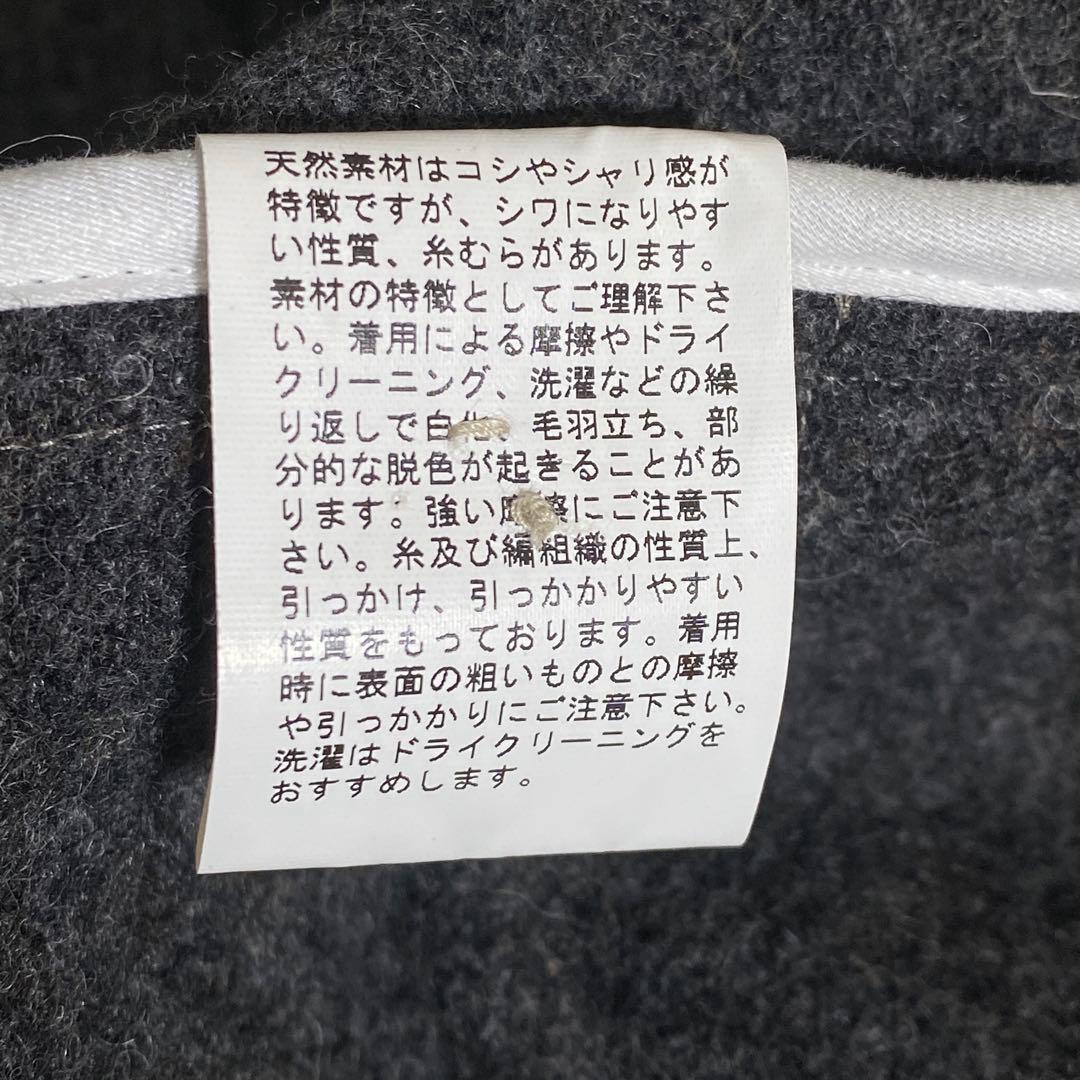 天然素材はコシやシャリ感が
特徴ですが、シワになりやす
い性質、糸むらがあります。
素材の特徴としてご理解下さ
い。着用による摩擦やドライ
クリーニング、洗濯などの繰
り返しで白化、毛羽立ち、部
分的な脱色が起きることがあ
ります。強い摩擦にご注意下
さい。糸及び編組織の性質上、
引っかけ、引っかかりやすい
性質をもっております。着用
時に表面の粗いものとの摩擦
や引っかかりにご注意下さい。
洗濯はドライクリーニングを
おすすめします。